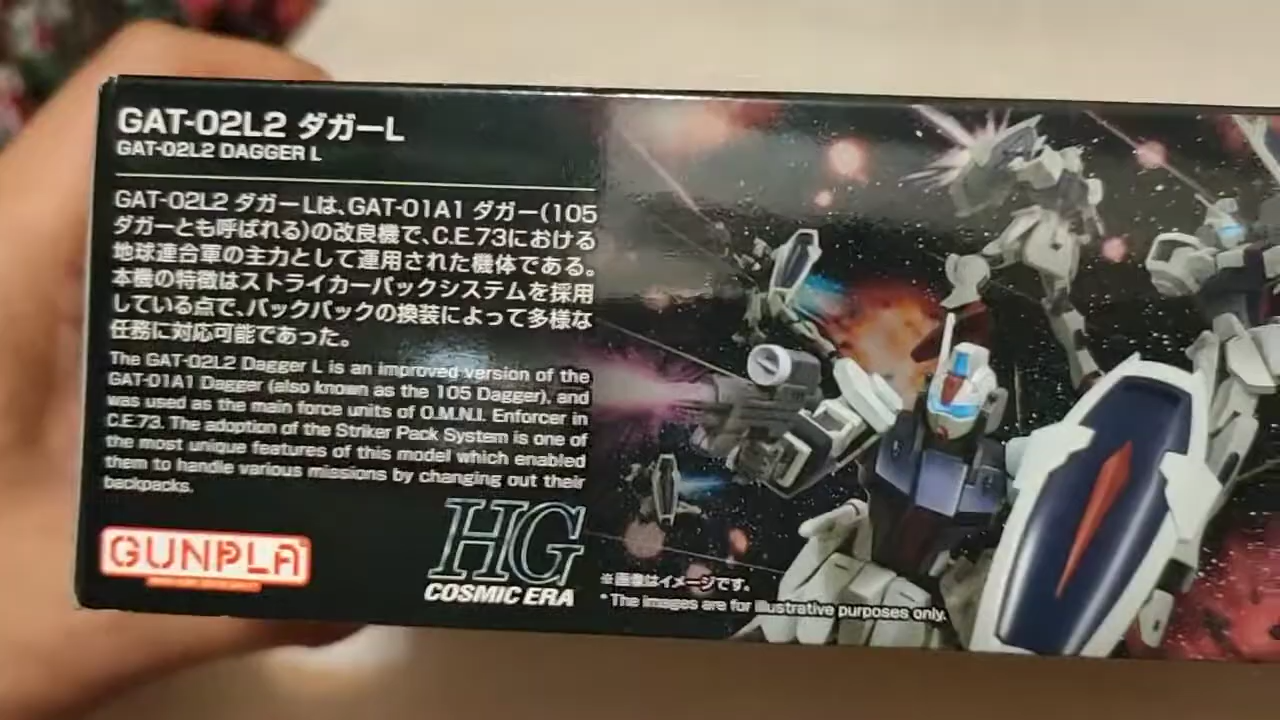 GAT-02L2 ダガーL
GAT-02L2 DAGGER L
GAT-02L2 ダガーLは、GAT-01A1 ダガー(105
ダガーとも呼ばれる)の改良機で、C.E.73における
地球連合軍の主力として運用された機体である。
本機の特徴はストライカーパックシステムを採用
している点で、バックパックの換装によって多様な
任務に対応可能であった。
The GAT-02L2 Dagger L is an improved version of the
GAT-01A1 Dagger (also known as the 105 Dagger), and
was used as the main force units of O.M.N.I. Enforcer in
C.E.73. The adoption of the Striker Pack System is one of
the most unique features of this model which enabled
them to handle various missions by changing out their
backpacks.
GUNPLA
HG
COSMIC ERA
※画像はイメージです。
*The images are for illustrative purposes only.